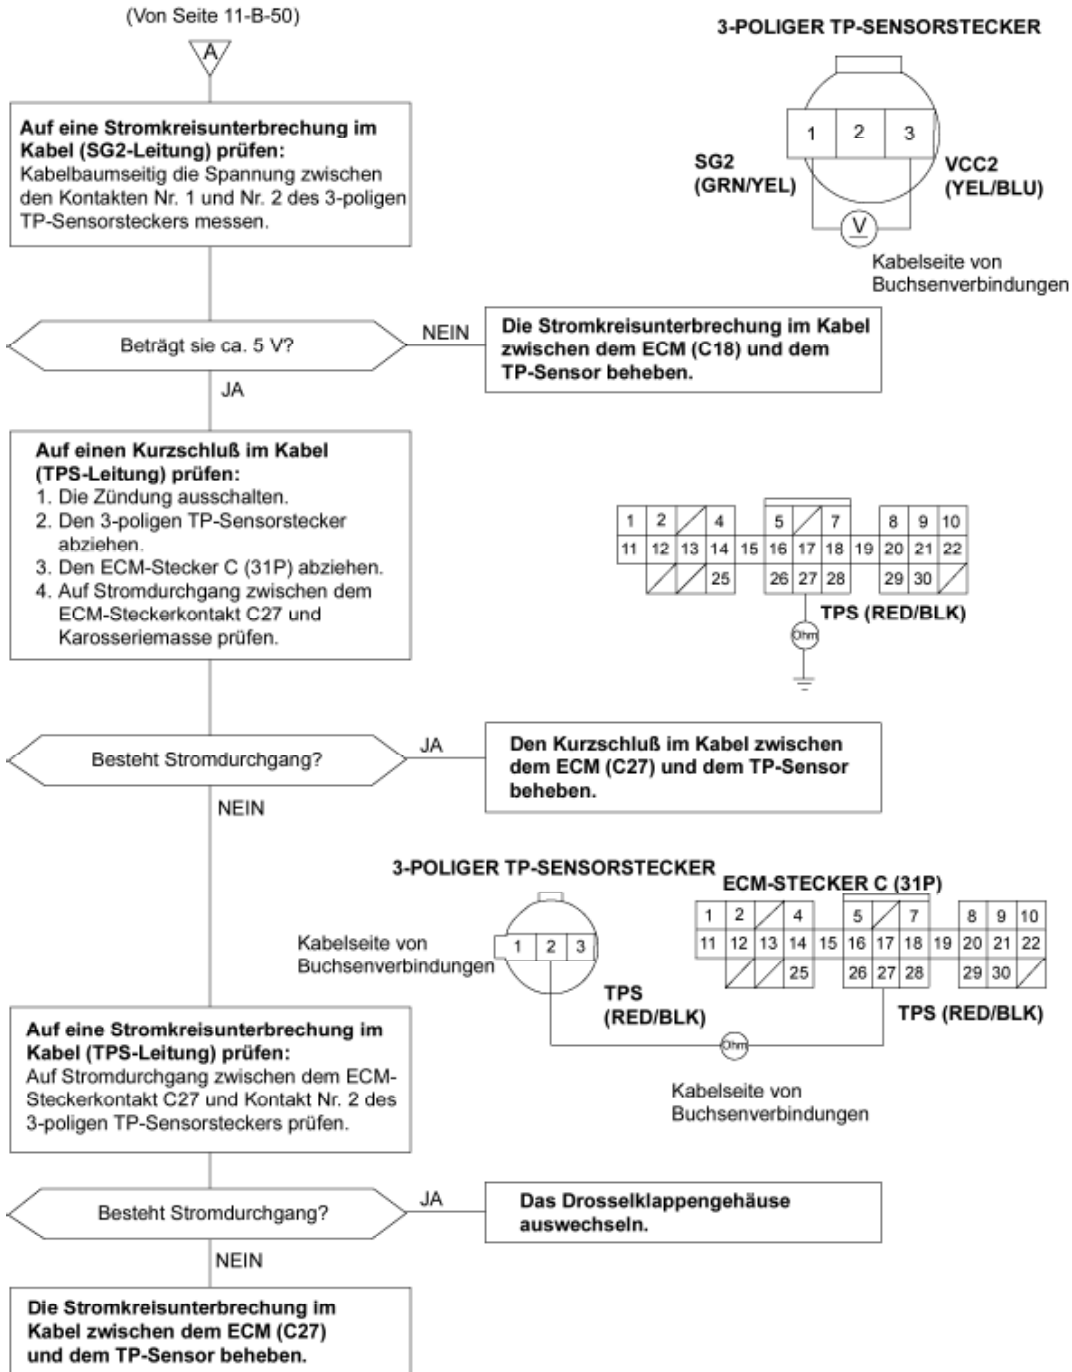 (Von Seite 11-B-50)
A
Auf eine Stromkreisunterbrechung im
Kabel (SG2-Leitung) prüfen:
Kabelbaumseitig die Spannung zwischen
den Kontakten Nr. 1 und Nr. 2 des 3-poligen
TP-Sensorsteckers messen.
3-POLIGER TP-SENSORSTECKER
1 2 3
SG2
(GRN/YEL)
VCC2
(YEL/BLU)
V
Kabelseite von
Buchsenverbindungen
Beträgt sie ca. 5 V?
NEIN
Die Stromkreisunterbrechung im Kabel
zwischen dem ECM (C18) und dem
TP-Sensor beheben.
JA
Auf einen Kurzschluß im Kabel
(TPS-Leitung) prüfen:
1. Die Zündung ausschalten.
2. Den 3-poligen TP-Sensorstecker
abziehen.
3. Den ECM-Stecker C (31P) abziehen.
4. Auf Stromdurchgang zwischen dem
ECM-Steckerkontakt C27 und
Karosseriemasse prüfen.
1 2 4 5 7 8 9 10
11 12 13 14 15 16 17 18 19 20 21 22
25 26 27 28 29 30
TPS (RED/BLK)
Ohm
Besteht Stromdurchgang?
JA
Den Kurzschluß im Kabel zwischen
dem ECM (C27) und dem TP-Sensor
beheben.
NEIN
3-POLIGER TP-SENSORSTECKER
ECM-STECKER C (31P)
Kabelseite von
Buchsenverbindungen
1 2 3
TPS
(RED/BLK)
1 2 4 5 7 8 9 10
11 12 13 14 15 16 17 18 19 20 21 22
25 26 27 28 29 30
TPS (RED/BLK)
Ohm
Kabelseite von
Buchsenverbindungen
Auf eine Stromkreisunterbrechung im
Kabel (TPS-Leitung) prüfen:
Auf Stromdurchgang zwischen dem ECM-
Steckerkontakt C27 und Kontakt Nr. 2 des
3-poligen TP-Sensorsteckers prüfen.
Besteht Stromdurchgang?
JA
Das Drosselklappengehäuse
auswechseln.
NEIN
Die Stromkreisunterbrechung im
Kabel zwischen dem ECM (C27)
und dem TP-Sensor beheben.